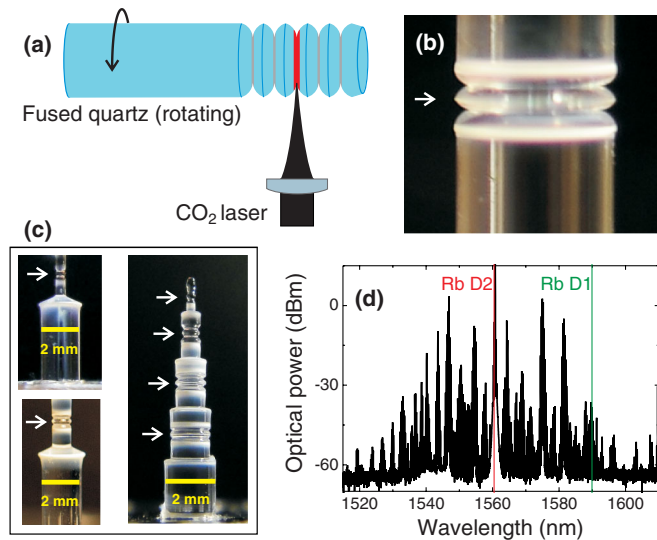 (a)
Fused quartz (rotating)
CO₂ laser
(b)
(c)
2 mm
2 mm
2 mm
(d)
Rb D2
Rb D1
Optical power (dBm)
0
-30
-60
1520
1540
1560
1580
1600
Wavelength (nm)